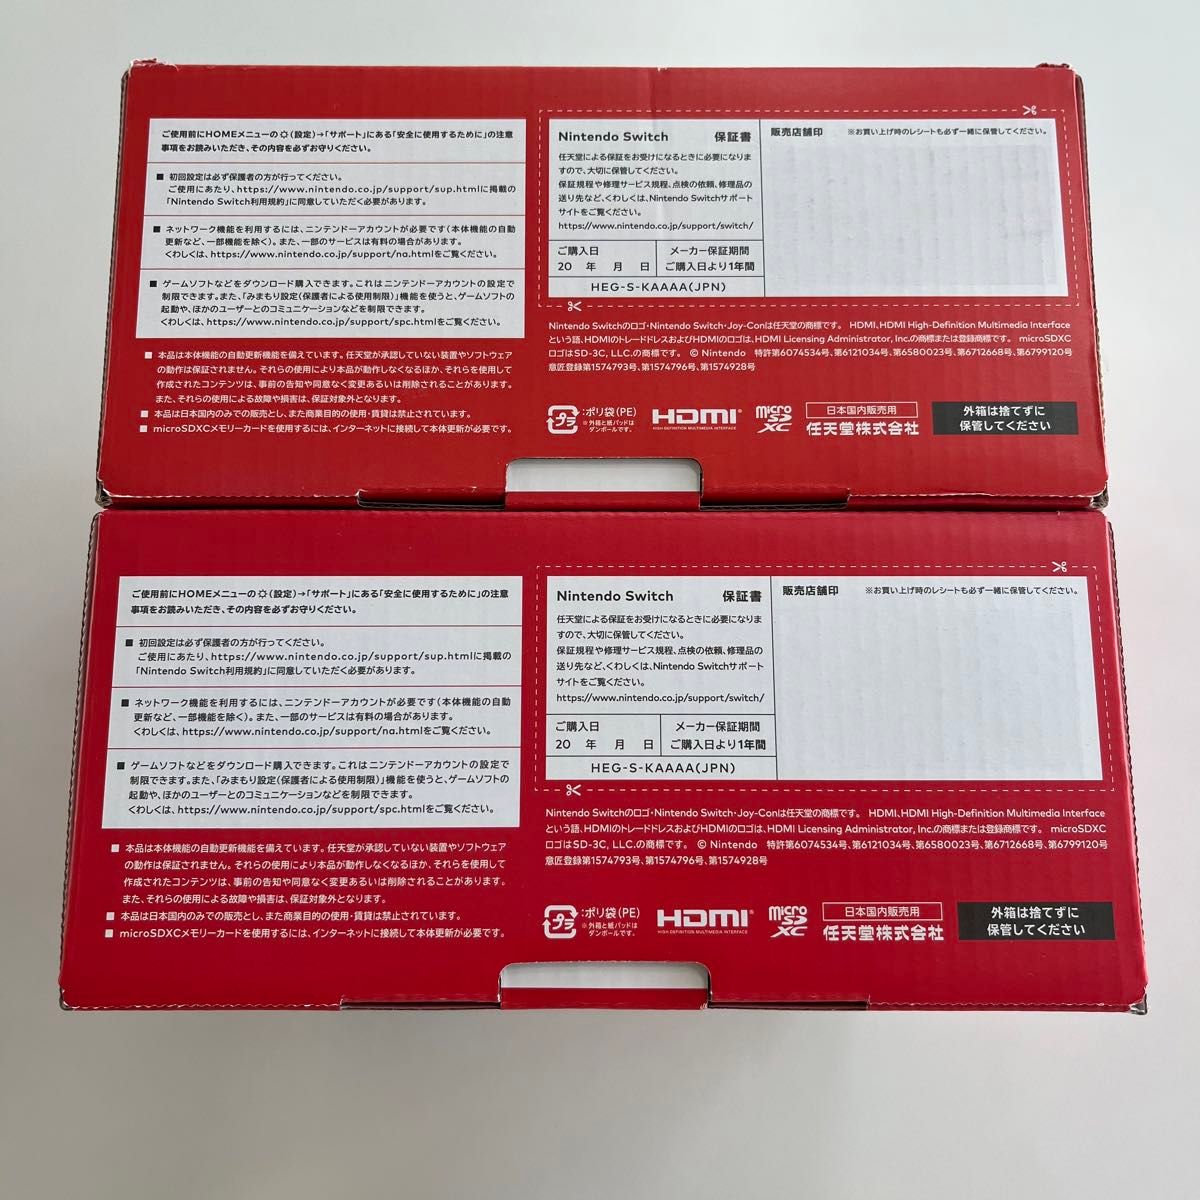 ご使用前にHOMEメニューの(設定)→「サポート」にある「安全に使用するために」の注意
事項をお読みいただき、その内容を必ずお守りください。
■ 初回設定は必ず保護者の方が行ってください。
ご使用にあたり、https://www.nintendo.co.jp/support/sup.htmlに掲載の
「Nintendo Switch利用規約」に同意していただく必要があります。
■ ネットワーク機能を利用するには、ニンテンドーアカウントが必要です(本体機能の自動
更新など、一部機能を除く)。また、一部のサービスは有料の場合があります。
くわしくは、https://www.nintendo.co.jp/support/na.htmlをご覧ください。
■ ゲームソフトなどをダウンロード購入できます。これはニンテンドーアカウントの設定で
制限できます。また、「みまもり設定(保護者による使用制限)」機能を使うと、ゲームソフトの
起動や、ほかのユーザーとのコミュニケーションなどを制限できます。
くわしくは、https://www.nintendo.co.jp/support/spc.htmlをご覧ください。
■ 本品は本体機能の自動更新機能を備えています。任天堂が承認していない装置やソフトウェア
の動作は保証されません。それらの使用により本品が動作しなくなるほか、それらを使用して
作成されたコンテンツは、事前の告知や同意なく変更あるいは削除されることがあります。
また、それらの使用による故障や損害は、保証対象外となります。
■ 本品は日本国内のみでの販売とし、また商業目的の使用・賃貸は禁止されています。
■ microSDXCメモリーカードを使用するには、インターネットに接続して本体更新が必要です。
Nintendo Switch 保証書
任天堂による保証をお受けになるときに必要になりま
すので、大切に保管してください。
保証規程や修理サービス規程、点検の依頼、修理品の
送り先など、くわしくは、Nintendo Switchサポート
サイトをご覧ください。
https://www.nintendo.co.jp/support/switch/
ご購入日
20 年 月 日
メーカー保証期間
ご購入日より1年間
HEG-S-KAAAA(JPN)
販売店舗印 ※お買い上げ時のレシートも必ず一緒に保管してください。
Nintendo Switchのロゴ・Nintendo Switch・Joy-Conは任天堂の商標です。 HDMI、HDMI High-Definition Multimedia Interface
という語、HDMIのトレードドレスおよびHDMIのロゴは、HDMI Licensing Administrator, Inc.の商標または登録商標です。 microSDXC
ロゴはSD-3C, LLC.の商標です。 © Nintendo 特許第6074534号、第6121034号、第6580023号、第6712668号、第6799120号
意匠登録第1574793号、第1574796号、第1574928号
プラ
:ポリ袋(PE)
※外箱と紙パッドは
ダンボールです。
HDMI
HIGH DEFINITION MULTIMEDIA INTERFACE
micro
SD
XC
日本国内販売用
任天堂株式会社
外箱は捨てずに
保管してください
ご使用前にHOMEメニューの(設定)→「サポート」にある「安全に使用するために」の注意
事項をお読みいただき、その内容を必ずお守りください。
■ 初回設定は必ず保護者の方が行ってください。
ご使用にあたり、https://www.nintendo.co.jp/support/sup.htmlに掲載の
「Nintendo Switch利用規約」に同意していただく必要があります。
■ ネットワーク機能を利用するには、ニンテンドーアカウントが必要です(本体機能の自動
更新など、一部機能を除く)。また、一部のサービスは有料の場合があります。
くわしくは、https://www.nintendo.co.jp/support/na.htmlをご覧ください。
■ ゲームソフトなどをダウンロード購入できます。これはニンテンドーアカウントの設定で
制限できます。また、「みまもり設定(保護者による使用制限)」機能を使うと、ゲームソフトの
起動や、ほかのユーザーとのコミュニケーションなどを制限できます。
くわしくは、https://www.nintendo.co.jp/support/spc.htmlをご覧ください。
■ 本品は本体機能の自動更新機能を備えています。任天堂が承認していない装置やソフトウェア
の動作は保証されません。それらの使用により本品が動作しなくなるほか、それらを使用して
作成されたコンテンツは、事前の告知や同意なく変更あるいは削除されることがあります。
また、それらの使用による故障や損害は、保証対象外となります。
■ 本品は日本国内のみでの販売とし、また商業目的の使用・賃貸は禁止されています。
■ microSDXCメモリーカードを使用するには、インターネットに接続して本体更新が必要です。
Nintendo Switch 保証書
任天堂による保証をお受けになるときに必要になりま
すので、大切に保管してください。
保証規程や修理サービス規程、点検の依頼、修理品の
送り先など、くわしくは、Nintendo Switchサポート
サイトをご覧ください。
https://www.nintendo.co.jp/support/switch/
ご購入日
20 年 月 日
メーカー保証期間
ご購入日より1年間
HEG-S-KAAAA(JPN)
販売店舗印 ※お買い上げ時のレシートも必ず一緒に保管してください。
Nintendo Switchのロゴ・Nintendo Switch・Joy-Conは任天堂の商標です。 HDMI、HDMI High-Definition Multimedia Interface
という語、HDMIのトレードドレスおよびHDMIのロゴは、HDMI Licensing Administrator, Inc.の商標または登録商標です。 microSDXC
ロゴはSD-3C, LLC.の商標です。 © Nintendo 特許第6074534号、第6121034号、第6580023号、第6712668号、第6799120号
意匠登録第1574793号、第1574796号、第1574928号
プラ
:ポリ袋(PE)
※外箱と紙パッドは
ダンボールです。
HDMI
HIGH DEFINITION MULTIMEDIA INTERFACE
micro
SD
XC
日本国内販売用
任天堂株式会社
外箱は捨てずに
保管してください